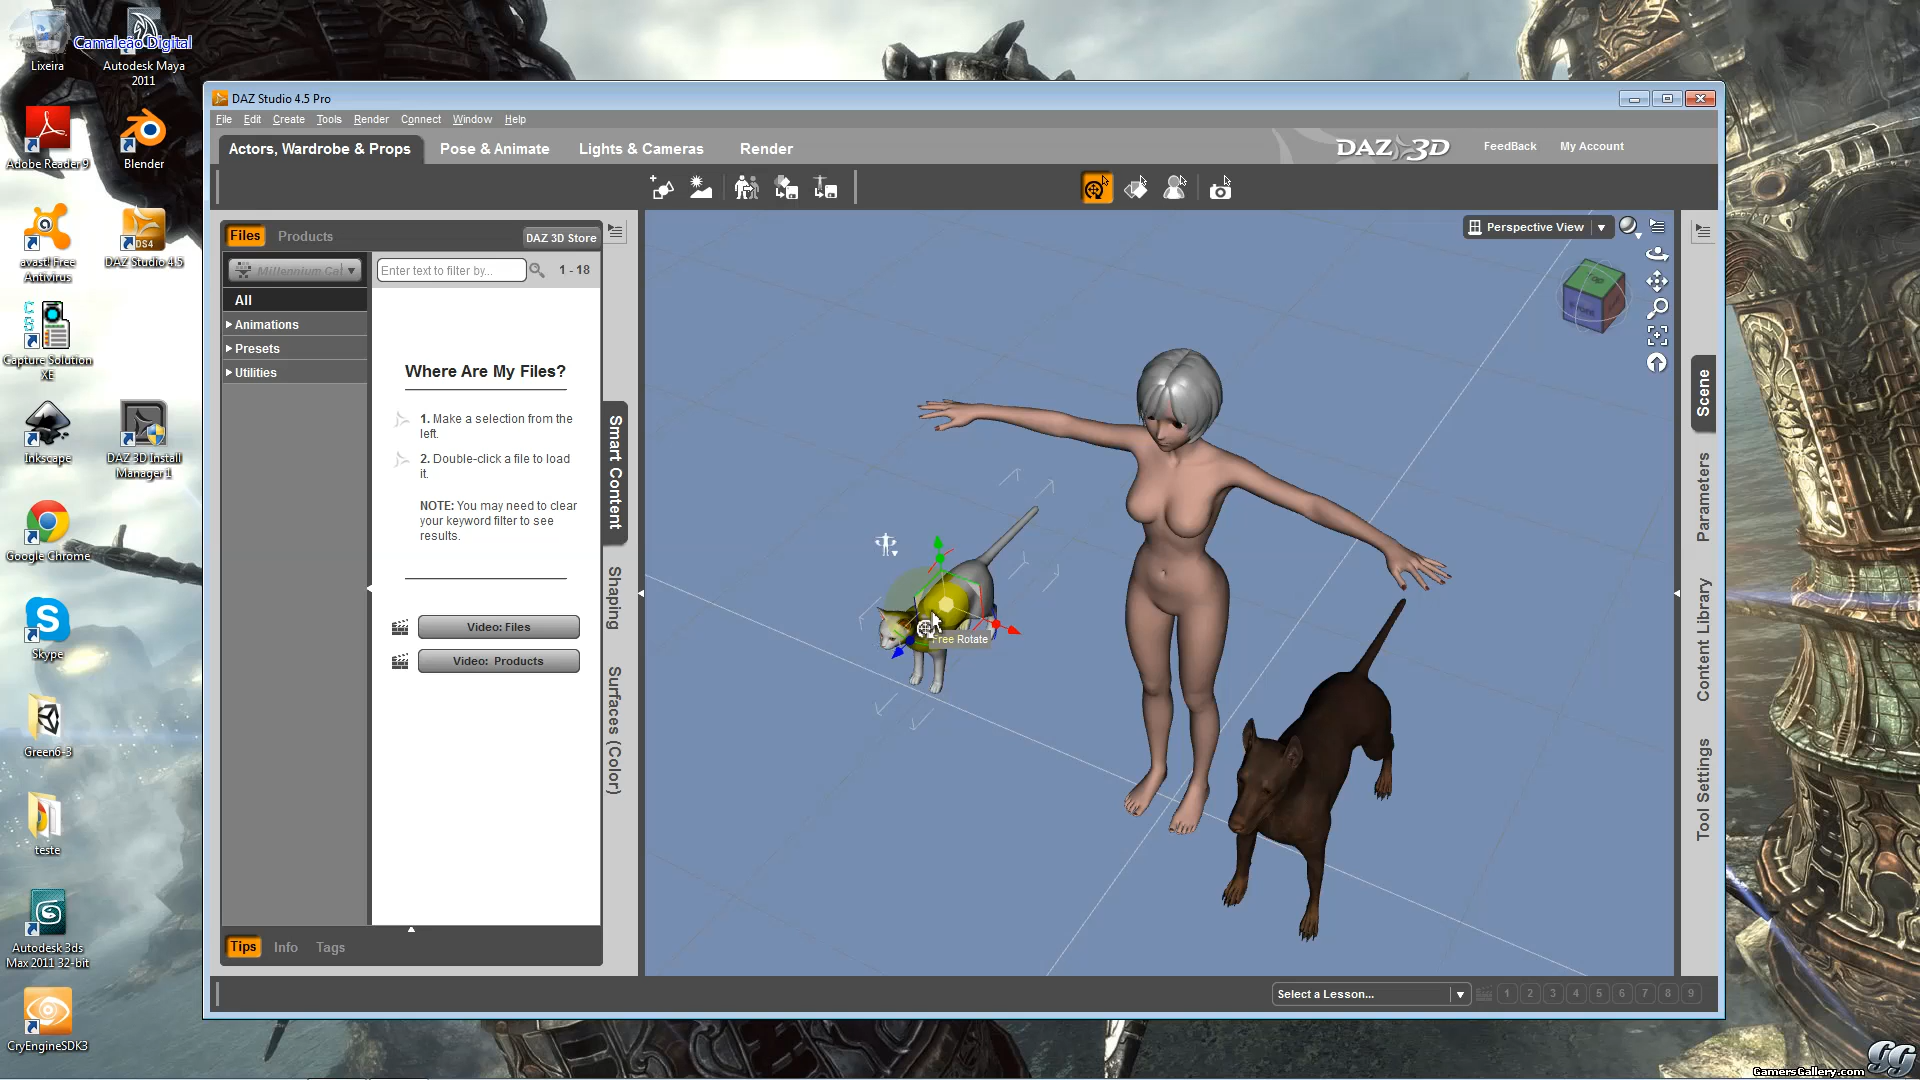 Lixeira
Camaleão Digital
Autodesk Maya
2011
Adobe Reader 9
Blender
avast! Free
Antivirus
DS4
DAZ Studio 4.5
Capture Solution
XE
Inkscape
DAZ 3D Install
Manager 1
Google Chrome
Skype
Green6-3
teste
Autodesk 3ds
Max 2011 32-bit
CryEngineSDK3
DAZ Studio 4.5 Pro
File Edit Create Tools Render Connect Window Help
Actors, Wardrobe & Props Pose & Animate Lights & Cameras Render
DAZ 3D FeedBack My Account
Files Products DAZ 3D Store
Millennium Cat
Enter text to filter by... 1 - 18
All
Animations
Presets
Utilities
Where Are My Files?
1. Make a selection from the
left.
2. Double-click a file to load
it.
NOTE: You may need to clear
your keyword filter to see
results.
Video: Files
Video: Products
Tips Info Tags
Smart Content
Shaping
Surfaces (Color)
Perspective View
Free Rotate
Scene
Parameters
Content Library
Tool Settings
Select a Lesson... 1 2 3 4 5 6 7 8 9
GG
GamersGallery.com